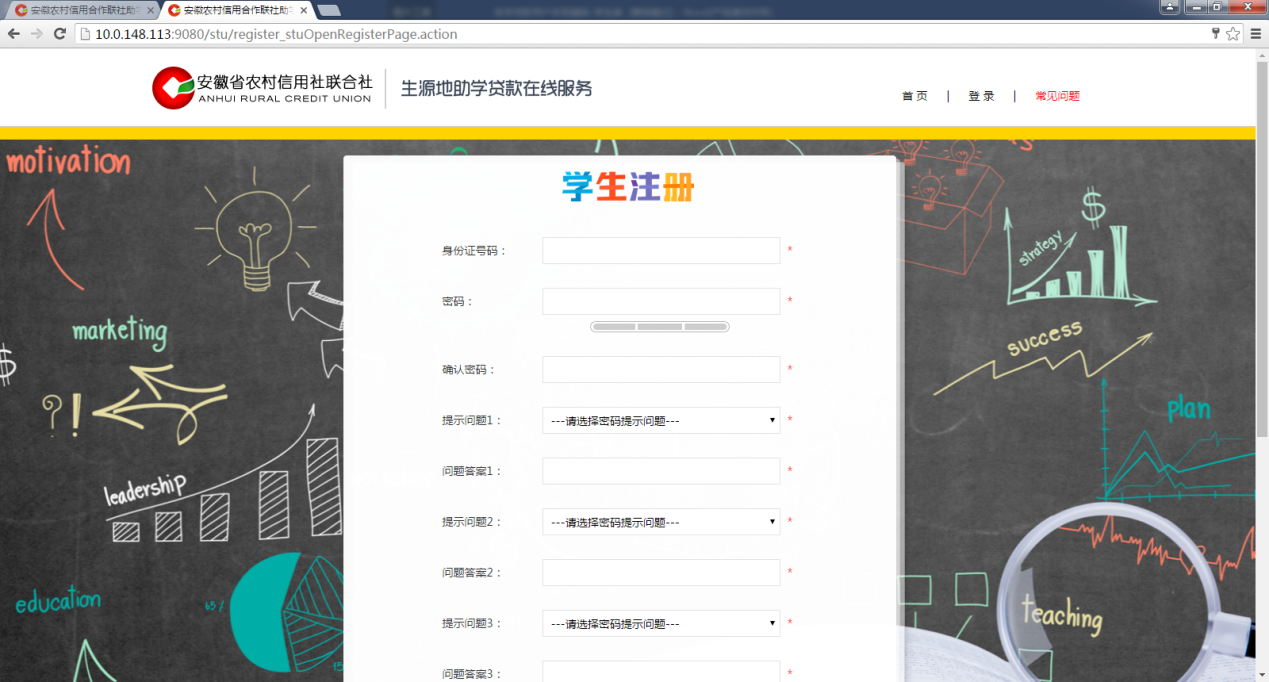 安徽农村信用合作联社助
安徽农村信用合作联社助
10.0.148.113:9080/stu/register_stuOpenRegisterPage.action
安徽省农村信用社联合社
ANHUI RURAL CREDIT UNION
生源地助学贷款在线服务
首 页 | 登 录 | 常见问题
motivation
学生注册
$
strategy
身份证号码： *
密码： *
marketing
success
$
确认密码： *
?!
plan
提示问题1： ---请选择密码提示问题--- *
问题答案1： *
leadership
提示问题2： ---请选择密码提示问题--- *
问题答案2： *
education
65 /
teaching
提示问题3： ---请选择密码提示问题--- *
问题答案3： *